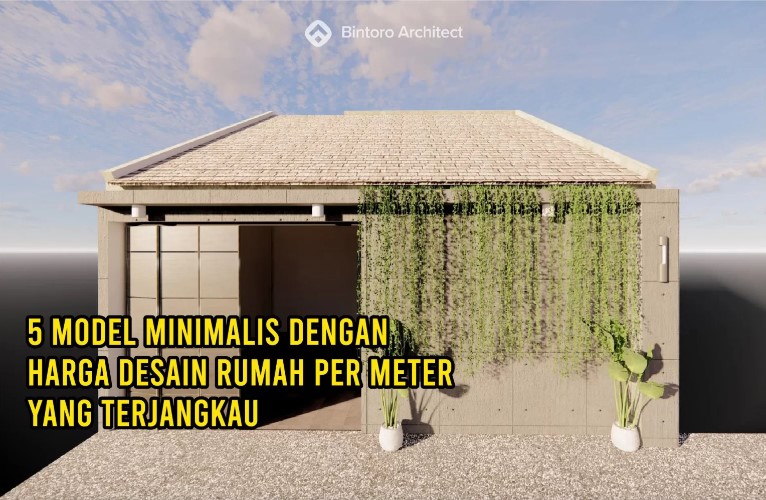 Bintoro Architect
5 MODEL MINIMALIS DENGAN
HARGA DESAIN RUMAH PER METER
YANG TERJANGKAU